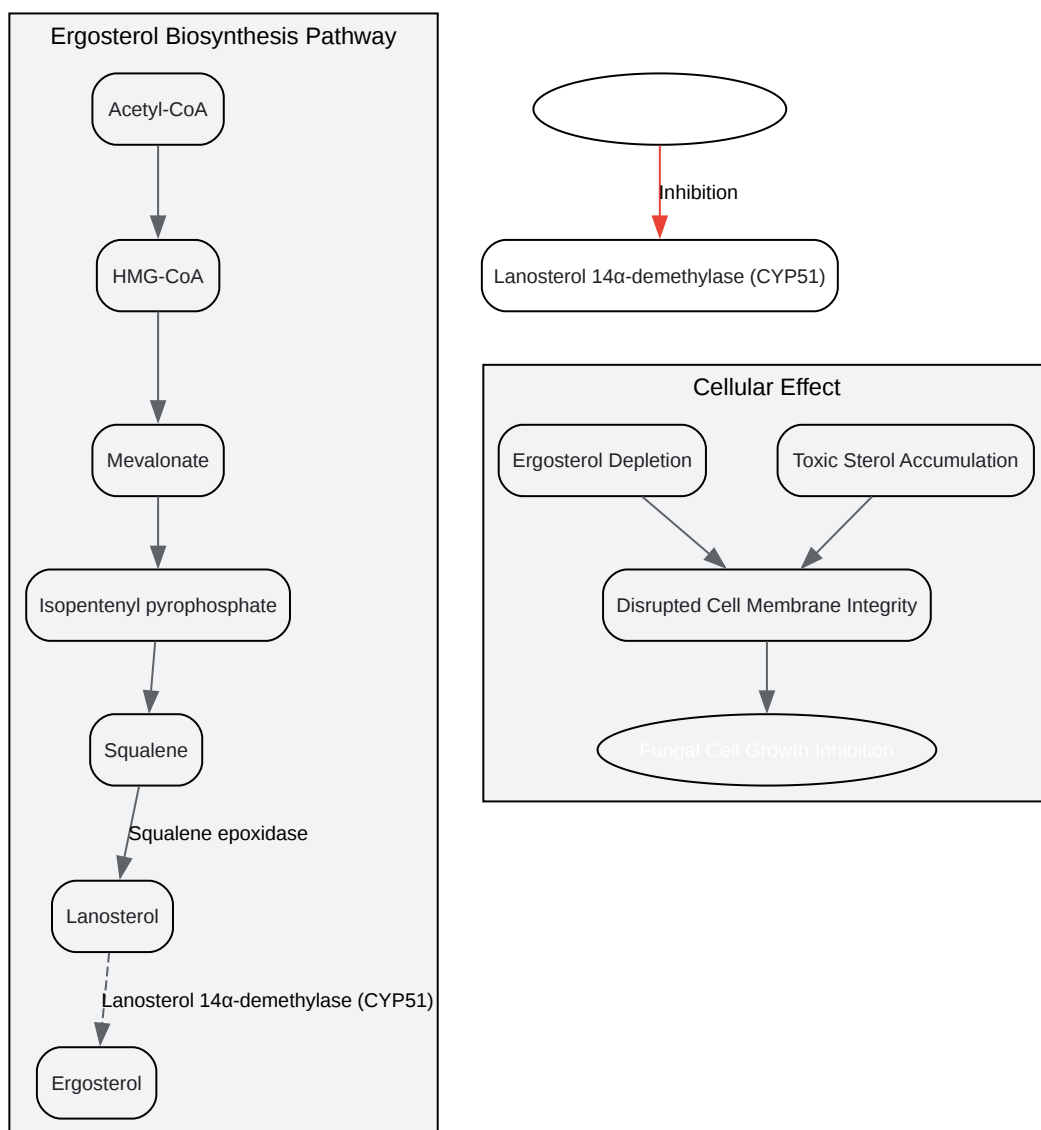 Ergosterol Biosynthesis Pathway
Acetyl-CoA
HMG-CoA
Mevalonate
Isopentenyl pyrophosphate
Squalene
Squalene epoxidase
Lanosterol
Lanosterol 14α-demethylase (CYP51)
Ergosterol
Inhibition
Lanosterol 14α-demethylase (CYP51)
Cellular Effect
Ergosterol Depletion
Toxic Sterol Accumulation
Disrupted Cell Membrane Integrity
Fungal Cell Growth Inhibition